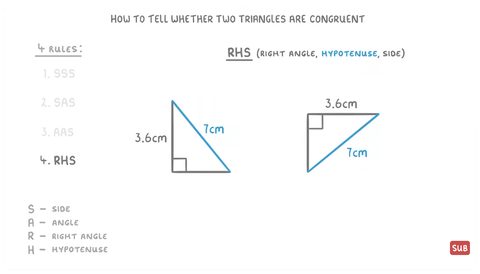 HOW TO TELL WHETHER TWO TRIANGLES ARE CONGRUENT
4 RULES:
1. SSS
2. SAS
3. AAS
4. RHS
RHS (RIGHT ANGLE, HYPOTENUSE, SIDE)
3.6cm
7cm
3.6cm
7cm
S - SIDE
A - ANGLE
R - RIGHT ANGLE
H - HYPOTENUSE
SUB